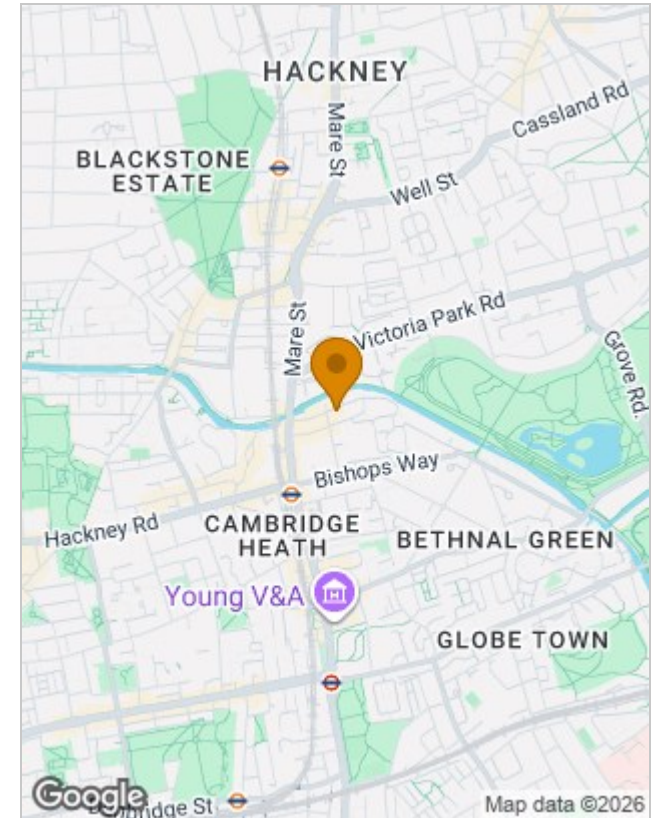 HACKNEY
Mare St
Cassland Rd
BLACKSTONE
ESTATE
Well St
Victoria Park Rd
Mare St
Grove Rd.
Bishops Way
Hackney Rd
CAMBRIDGE
HEATH
BETHNAL GREEN
Young V&A
GLOBE TOWN
Google
Map data ©2026